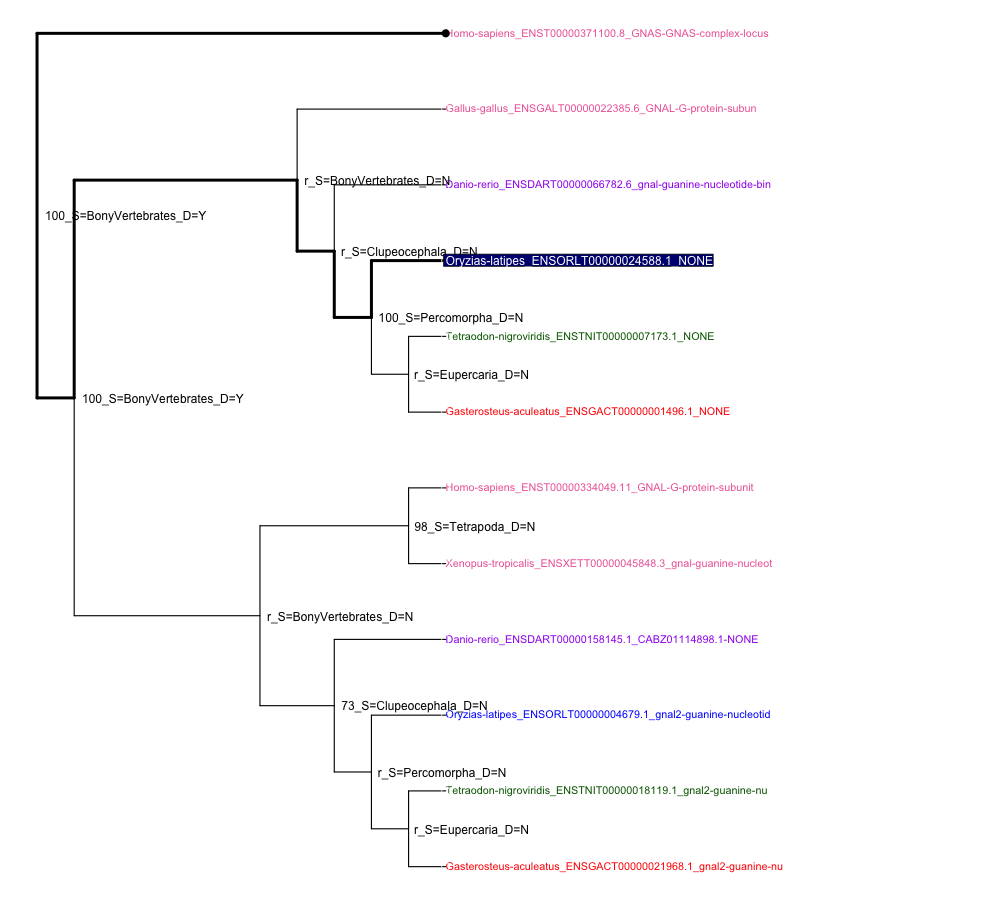 Homo-sapiens_ENST00000371100.8_GNAS-GNAS-complex-locus
Gallus-gallus_ENSGALT00000022385.6_GNAL-G-protein-subun
r_S=BonyVertebrates_D=N
Danio-rerio_ENSDART00000066782.6_gnal-guanine-nucleotide-bin
100_S=BonyVertebrates_D=Y
r_S=Clupeocephala_D=N
Oryzias-latipes_ENSORLT00000024588.1_NONE
100_S=Percomorpha_D=N
Tetraodon-nigroviridis_ENSTNIT00000007173.1_NONE
r_S=Eupercaria_D=N
100_S=BonyVertebrates_D=Y
Gasterosteus-aculeatus_ENSGACT00000001496.1_NONE
Homo-sapiens_ENST00000334049.11_GNAL-G-protein-subunit
98_S=Tetrapoda_D=N
Xenopus-tropicalis_ENSXETT00000045848.3_gnal-guanine-nucleot
r_S=BonyVertebrates_D=N
Danio-rerio_ENSDART00000158145.1_CABZ01114898.1-NONE
73_S=Clupeocephala_D=N
Oryzias-latipes_ENSORLT00000004679.1_gnal2-guanine-nucleotid
r_S=Percomorpha_D=N
Tetraodon-nigroviridis_ENSTNIT00000018119.1_gnal2-guanine-nu
r_S=Eupercaria_D=N
Gasterosteus-aculeatus_ENSGACT00000021968.1_gnal2-guanine-nu